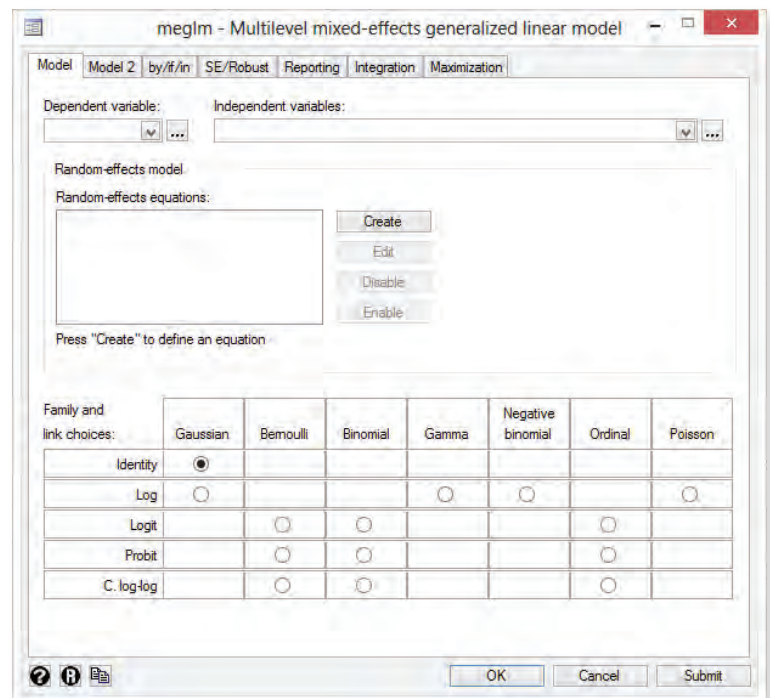 meglm - Multilevel mixed-effects generalized linear model
Model Model 2 by/if/in SE/Robust Reporting Integration Maximization
Dependent variable: Independent variables:
...
...
Random-effects model
Random-effects equations:
Create
Edit
Disable
Enable
Press "Create" to define an equation
Family and
link choices:
Gaussian Bernoulli Binomial Gamma Negative binomial Ordinal Poisson
Identity
Log
Logit
Probit
C. log-log
? R
OK Cancel Submit